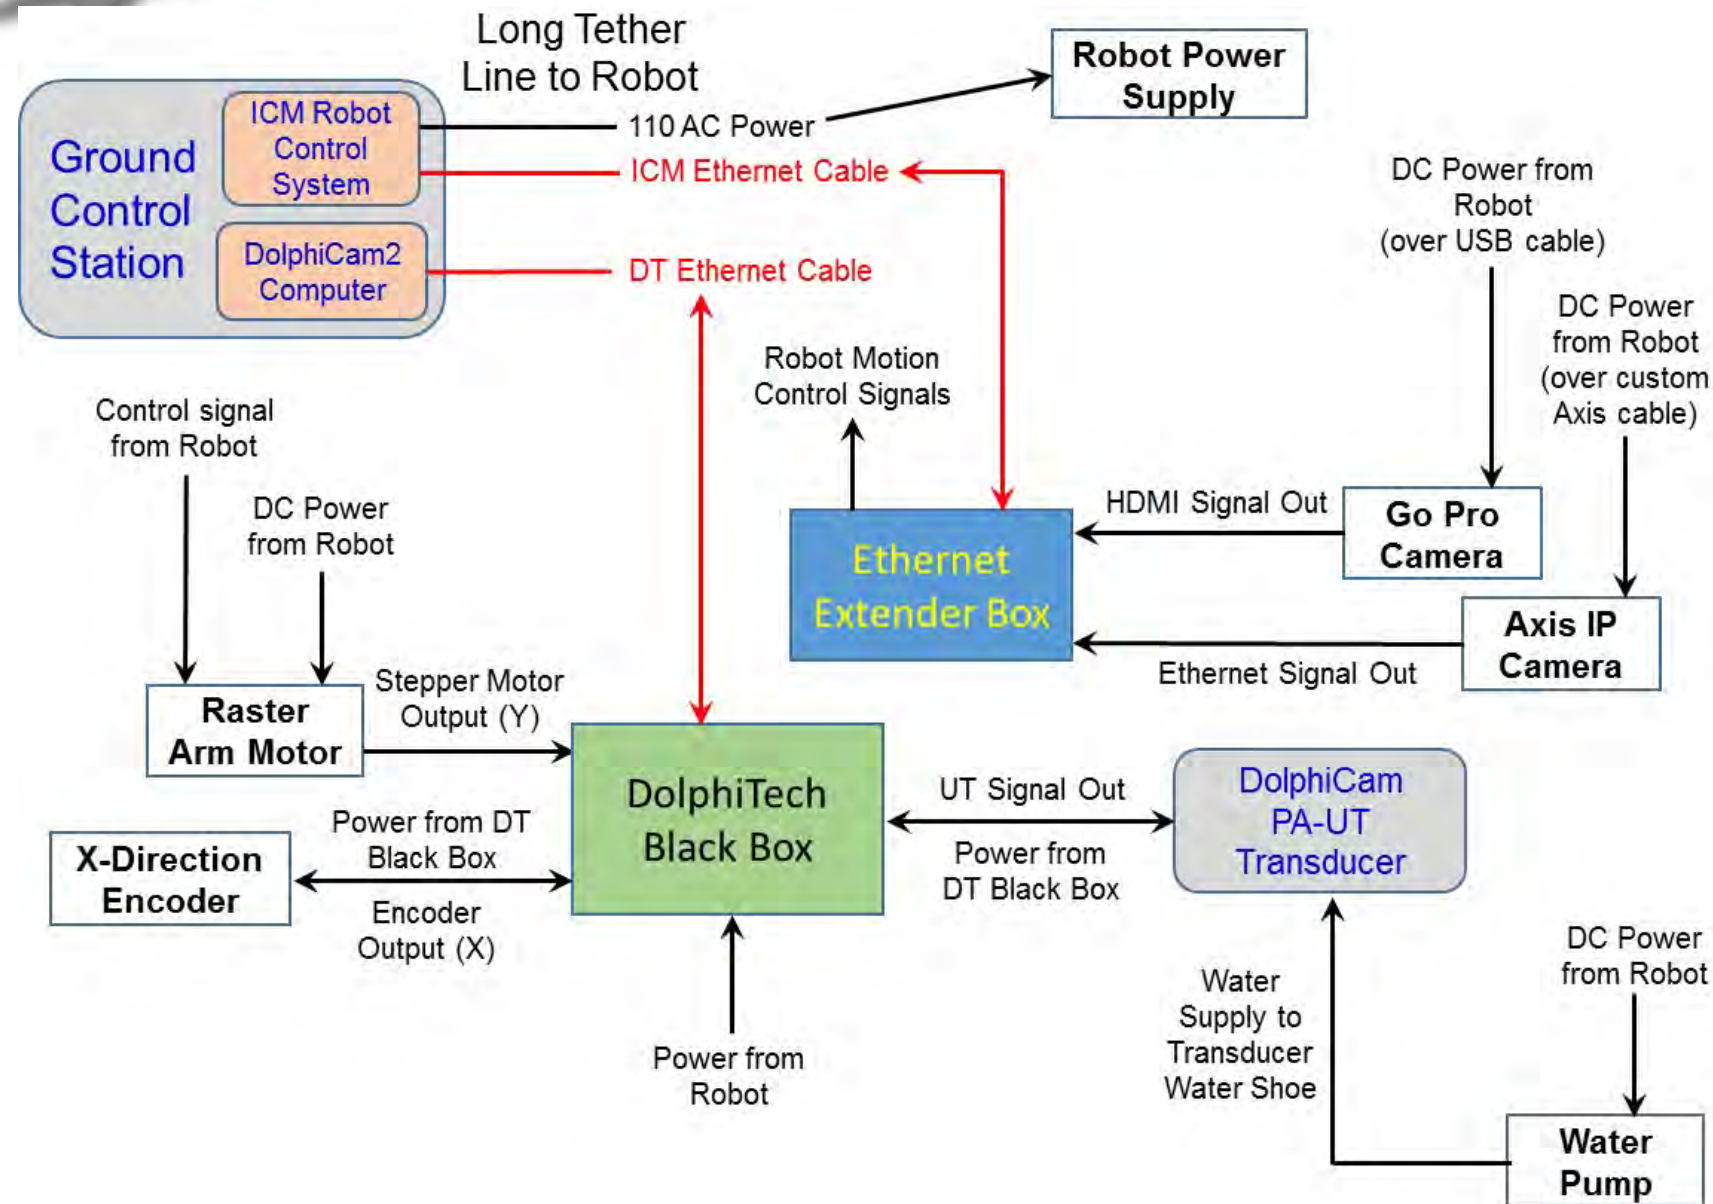 Long Tether
Line to Robot
Robot Power
Supply
Ground
Control
Station
ICM Robot
Control
System
DolphiCam2
Computer
110 AC Power
ICM Ethernet Cable
DT Ethernet Cable
DC Power from
Robot
(over USB cable)
DC Power
from Robot
(over custom
Axis cable)
Robot Motion
Control Signals
Control signal
from Robot
DC Power
from Robot
HDMI Signal Out
Go Pro
Camera
Ethernet
Extender Box
Axis IP
Camera
Ethernet Signal Out
Raster
Arm Motor
Stepper Motor
Output (Y)
DolphiTech
Black Box
UT Signal Out
Power from
DT Black Box
DolphiCam
PA-UT
Transducer
X-Direction
Encoder
Power from DT
Black Box
Encoder
Output (X)
Power from
Robot
Water
Supply to
Transducer
Water Shoe
DC Power
from Robot
Water
Pump